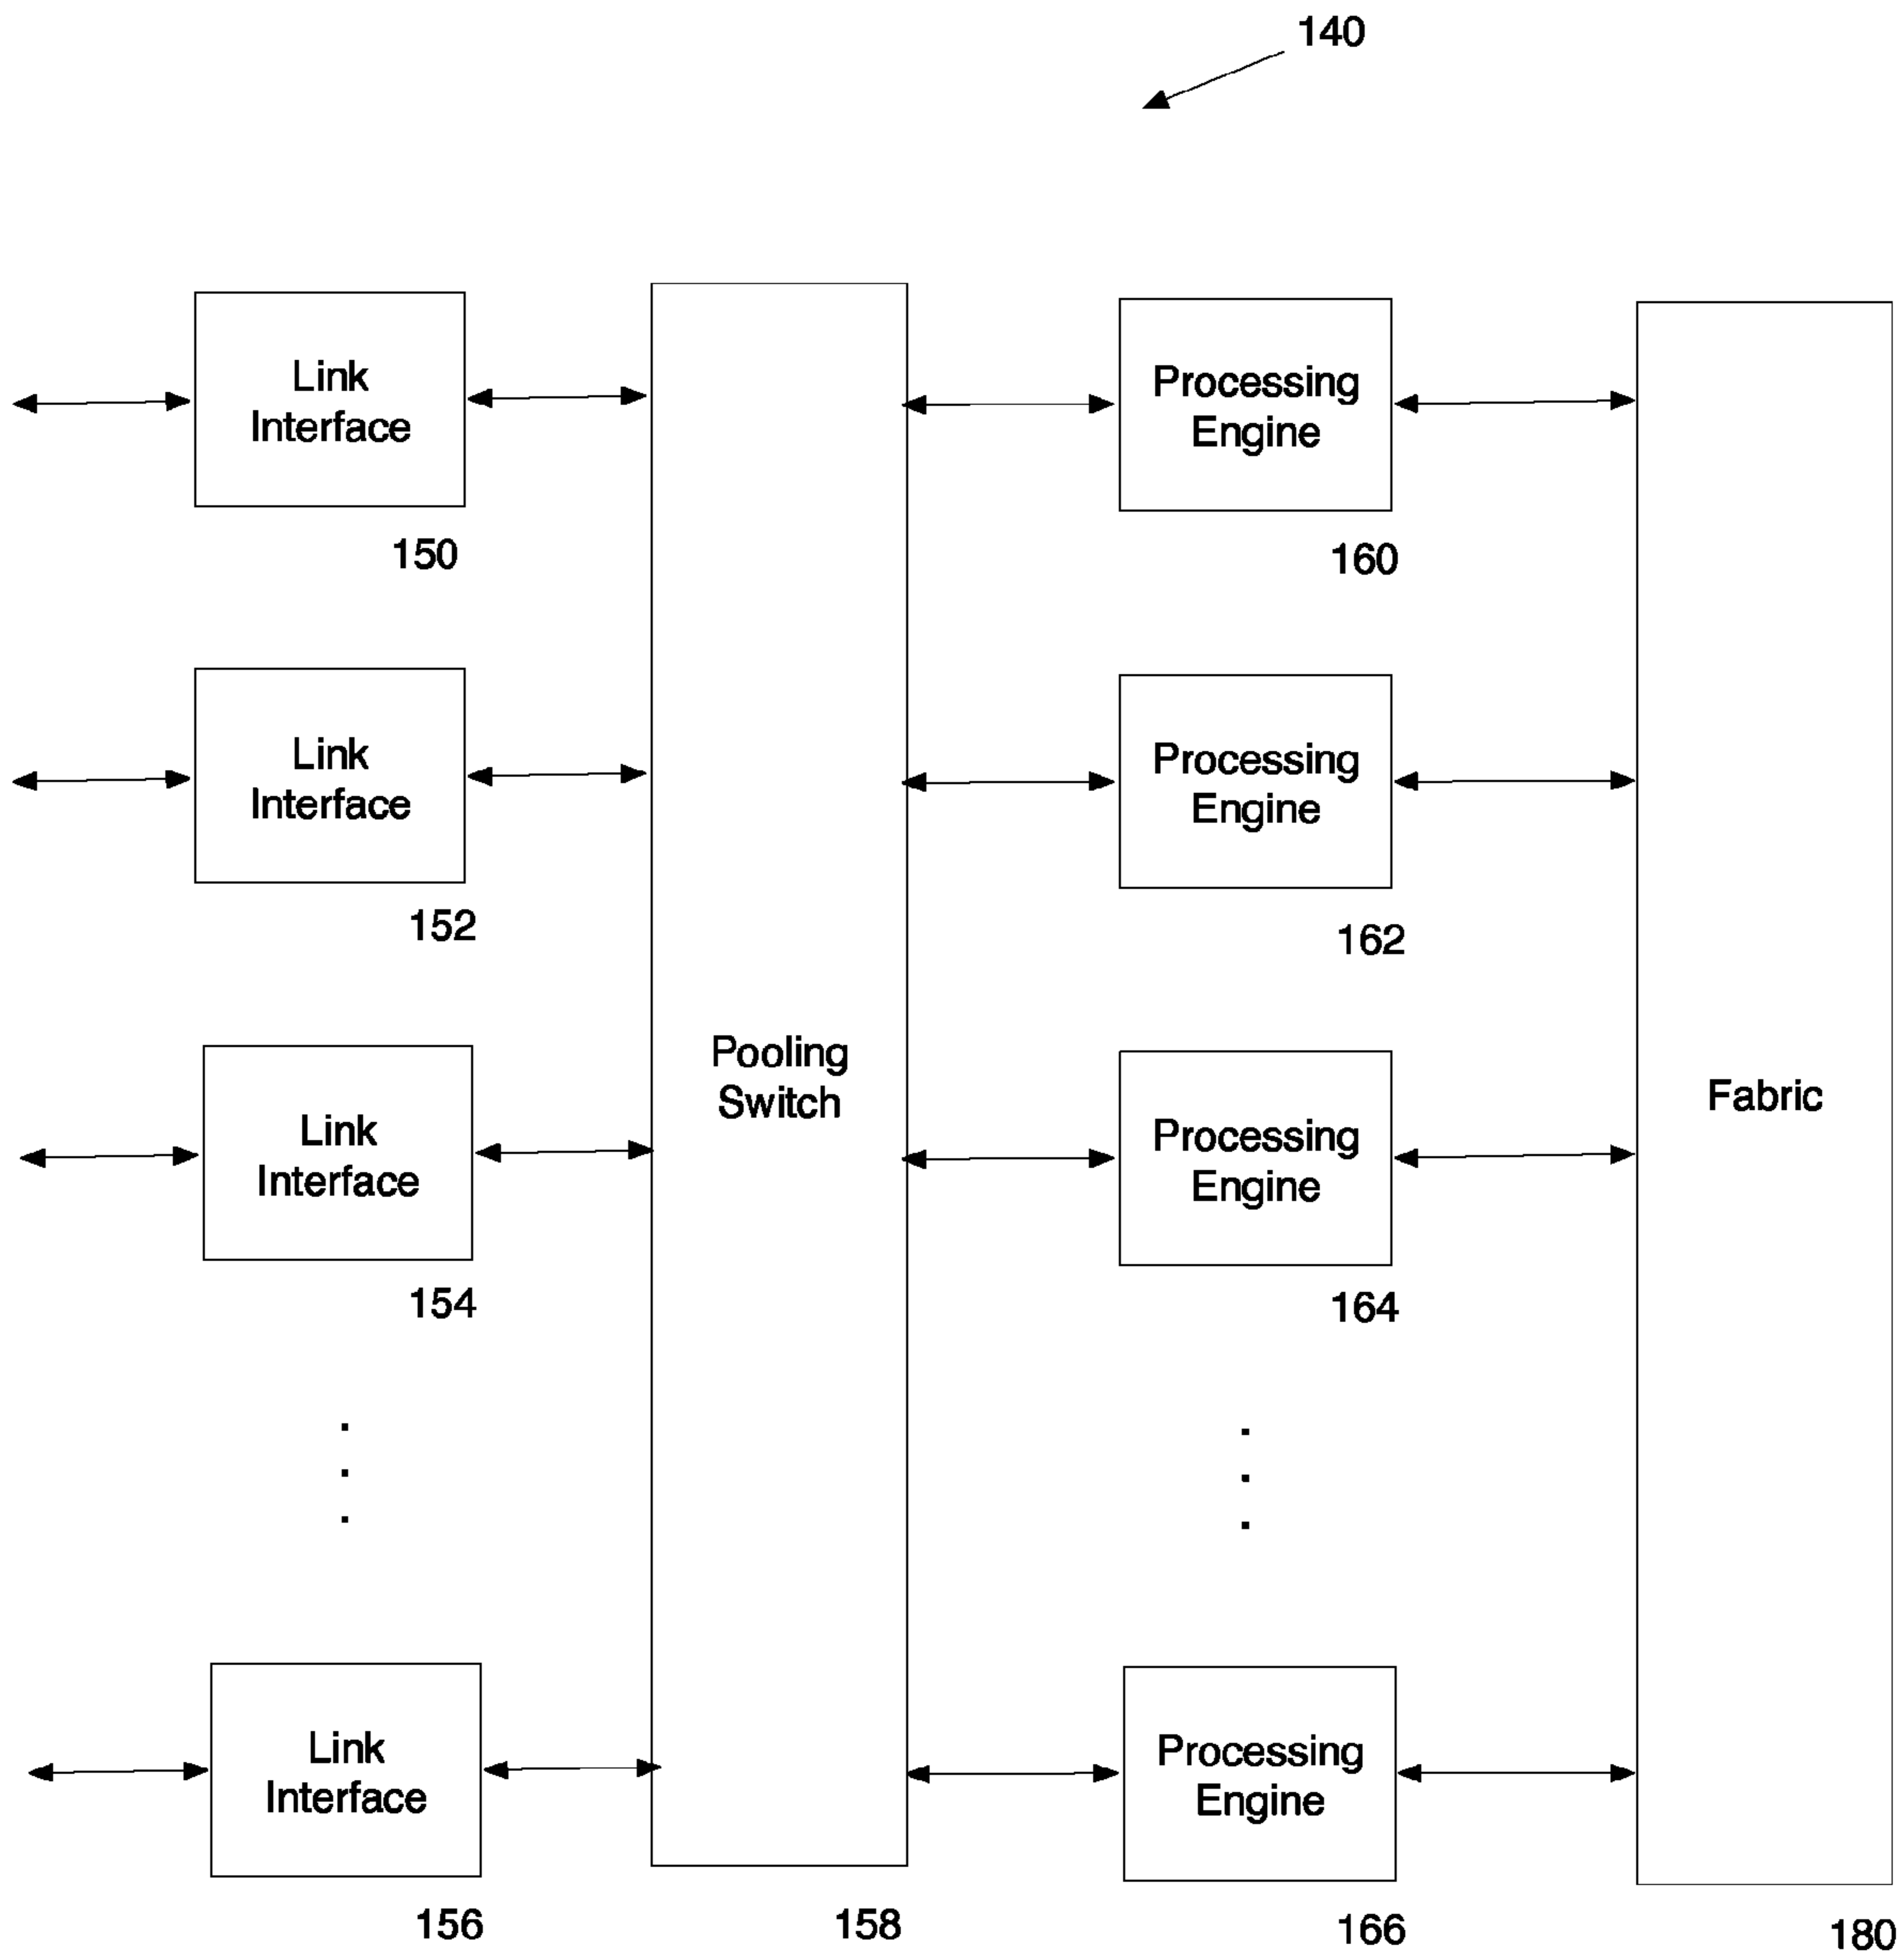 140
Link
Interface
150
Processing
Engine
160
Link
Interface
152
Processing
Engine
162
Pooling
Switch
Fabric
Link
Interface
154
Processing
Engine
164
Link
Interface
156
158
Processing
Engine
166
180